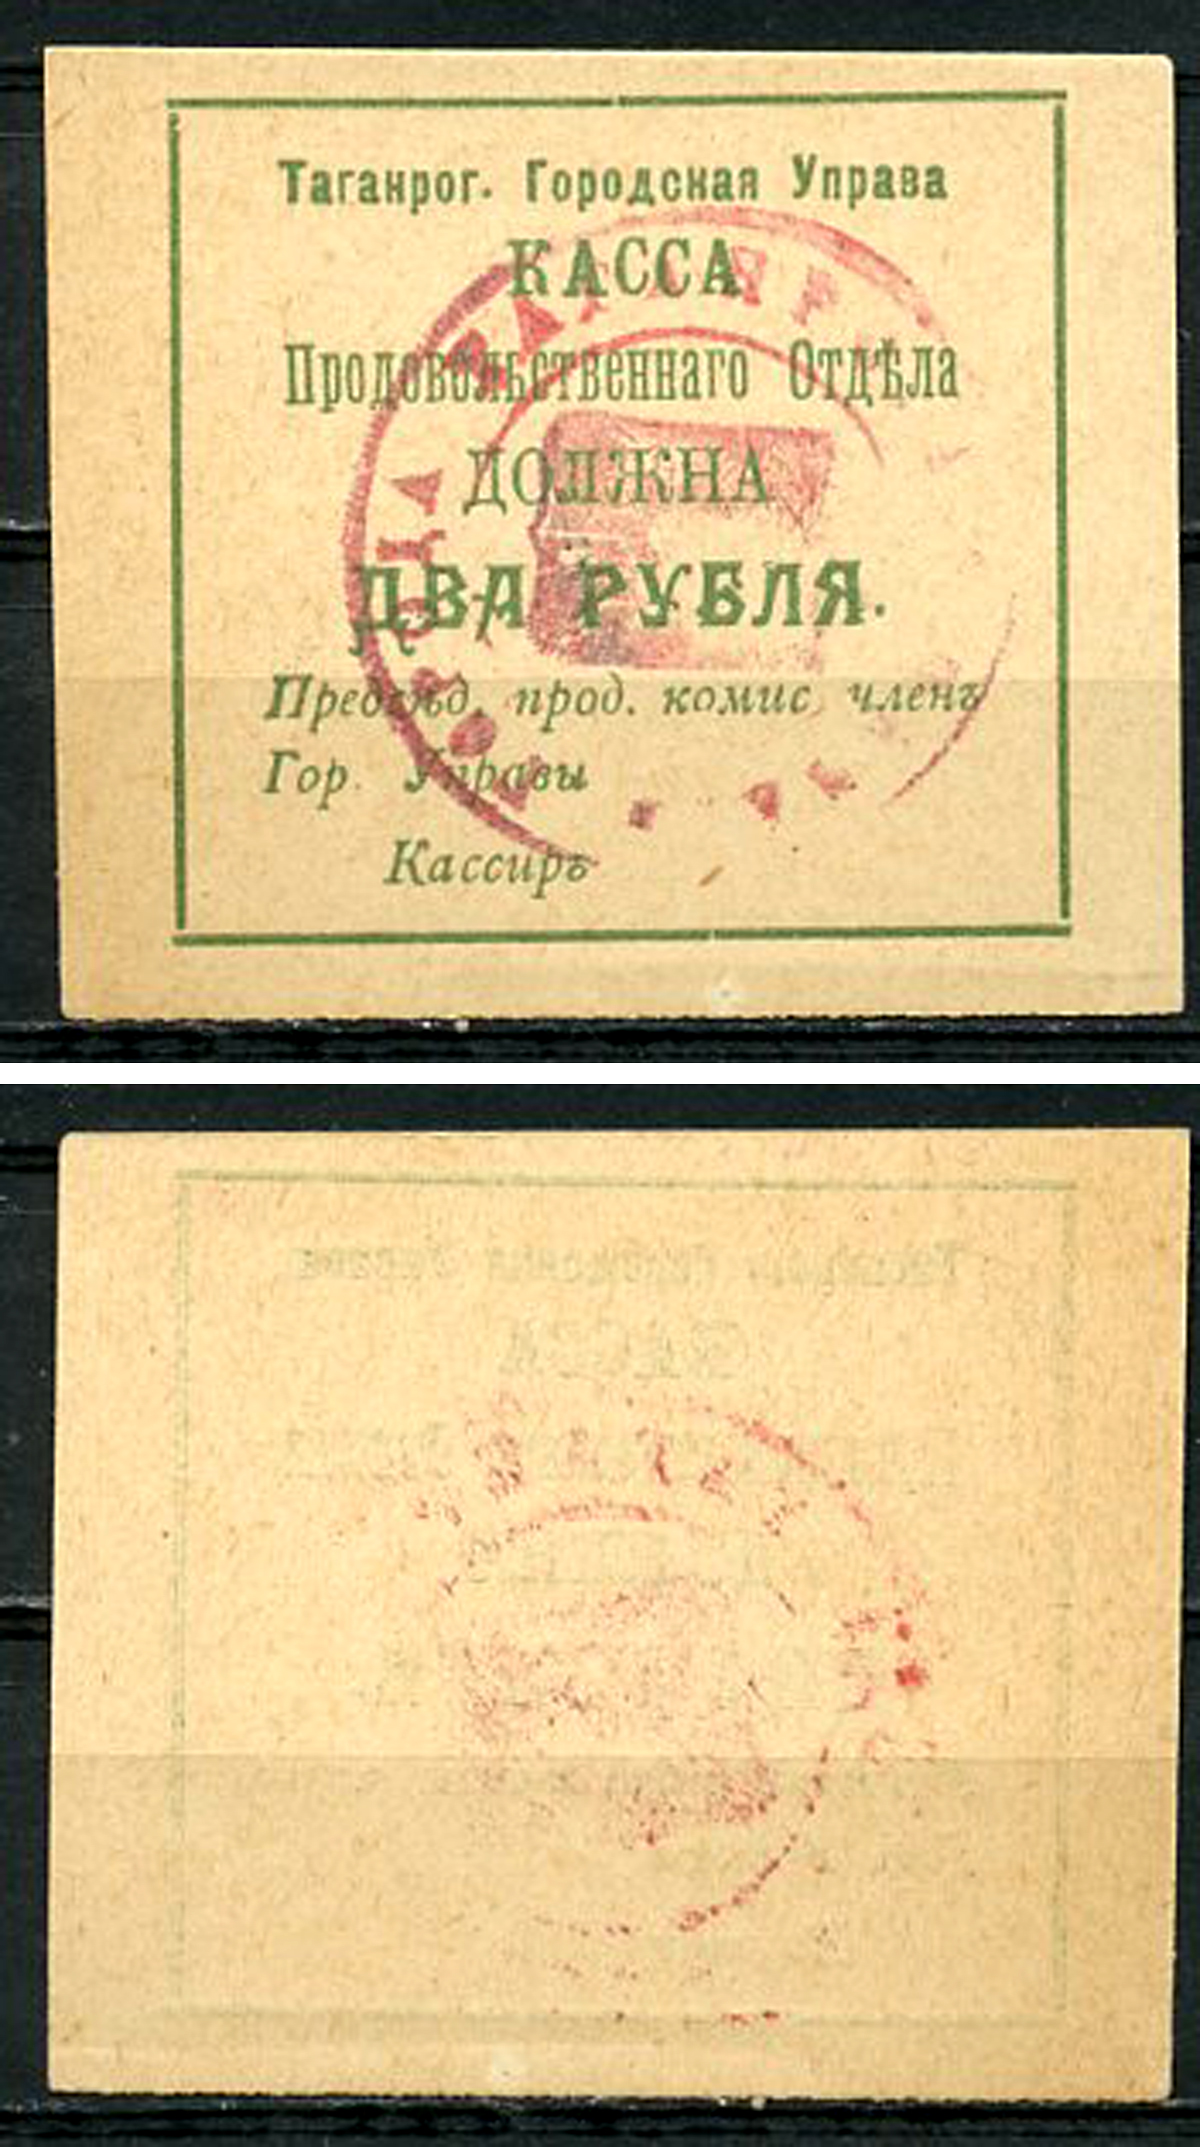 Таганрог. Городская Управа
КАССА
Продовольственнаго Отдѣла
ДОЛЖНА
ДВА РУБЛЯ.
Предсѣд. прод. комис. членъ
Гор. Управы
Кассиръ